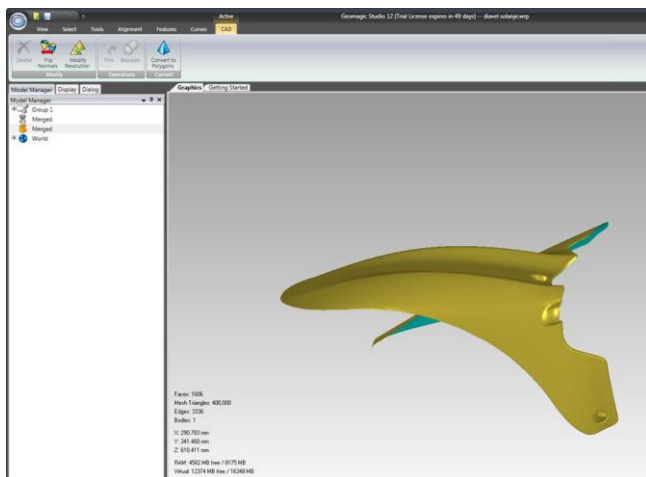 Active
Geomagic Studio 12 (Trial License expires in 49 days) -- diavel solanje.wrp
View Select Tools Alignment Features Curves CAD
Delete Flip Normals Modify Resolution Trim Boolean Convert to Polygons
Modify Operations Convert
Model Manager Display Dialog
Graphics Getting Started
Model Manager
Group 1
Merged
Merged
World
Faces: 1606
Mesh Triangles: 400,000
Edges: 3336
Bodies: 1
X: 290.783 mm
Y: 341.460 mm
Z: 610.411 mm
RAM: 4582 MB free / 8175 MB
Virtual: 12374 MB free / 16348 MB